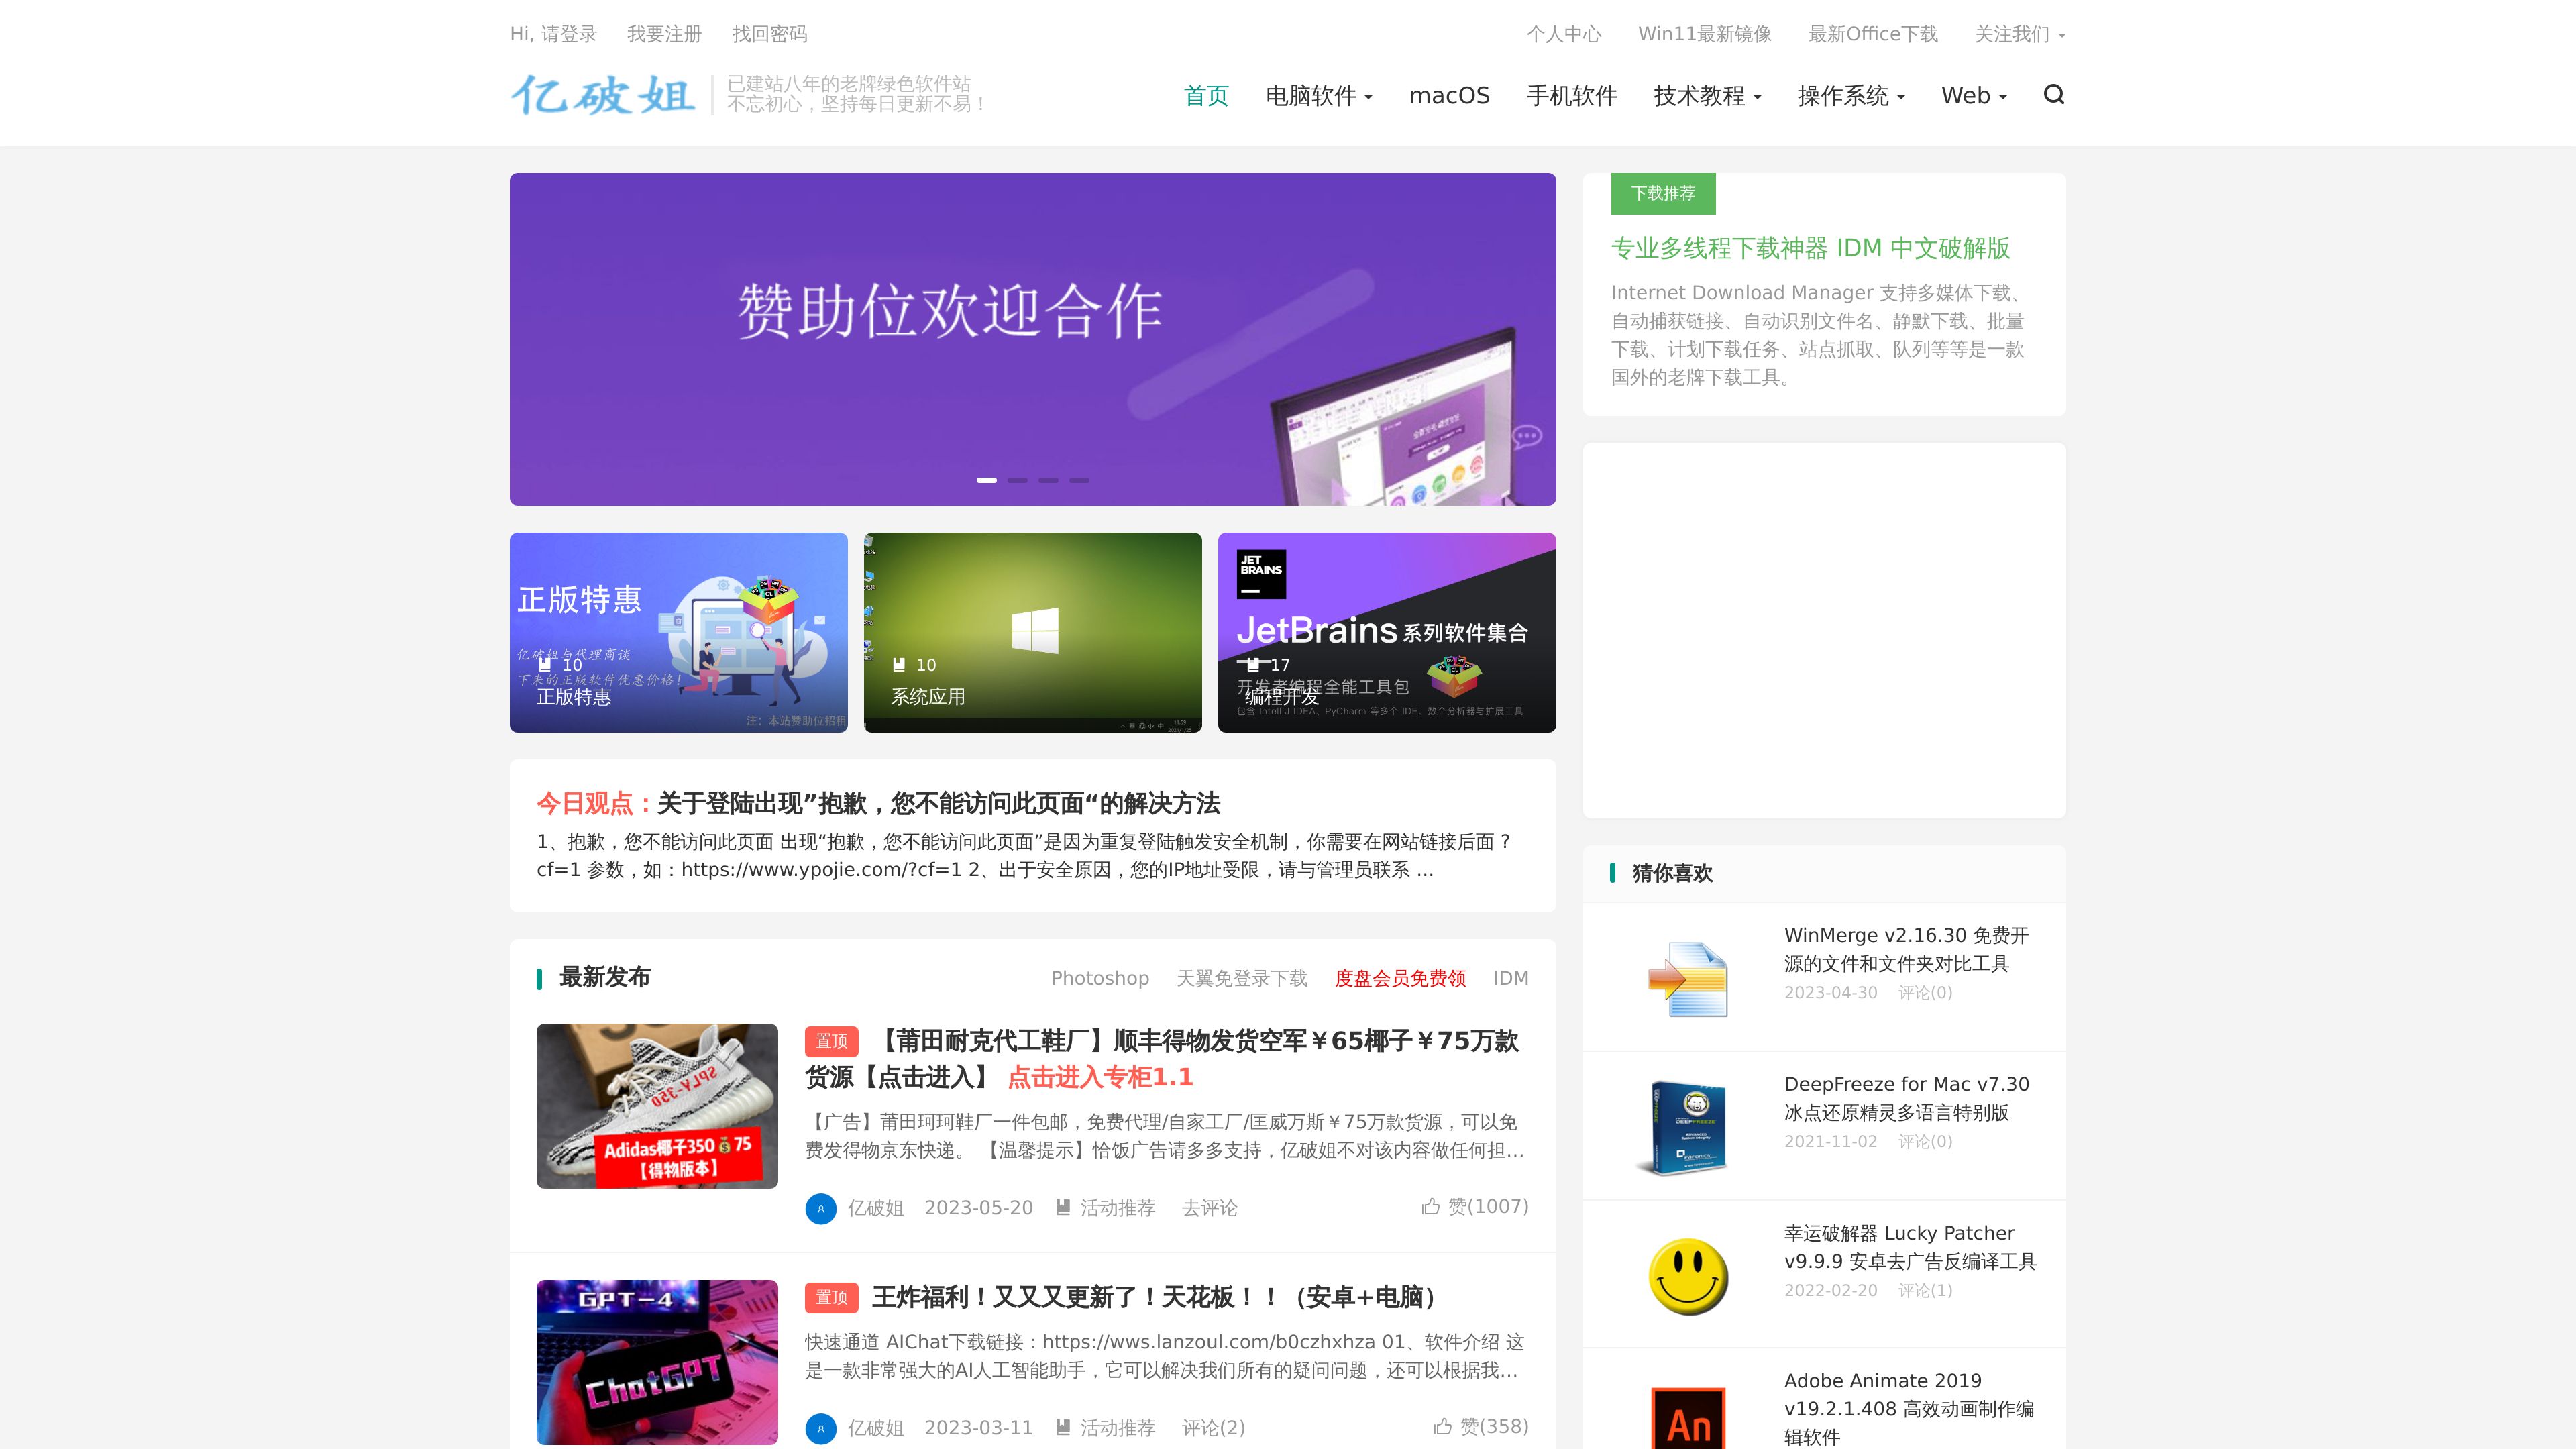 Hi, 请登录 我要注册 找回密码
个人中心 Win11最新镜像 最新Office下载 关注我们
亿破姐
已建站八年的老牌绿色软件站
不忘初心，坚持每日更新不易！
首页 电脑软件 macOS 手机软件 技术教程 操作系统 Web
赞助位欢迎合作
正版特惠
亿破姐与代理商谈
下来的正版软件优惠价格！
10
正版特惠
注：本站赞助位招租
10
系统应用
JET
BRAINS
JetBrains 系列软件集合
17
开发者编程全能工具包
编程开发
包含 IntelliJ IDEA、PyCharm 等多个 IDE、数个分析器与扩展工具
今日观点：关于登陆出现”抱歉，您不能访问此页面“的解决方法
1、抱歉，您不能访问此页面 出现“抱歉，您不能访问此页面”是因为重复登陆触发安全机制，你需要在网站链接后面 ?
cf=1 参数，如：https://www.ypojie.com/?cf=1 2、出于安全原因，您的IP地址受限，请与管理员联系 ...
最新发布
Photoshop 天翼免登录下载 度盘会员免费领 IDM
SPLY-350
Adidas椰子350💰75
【得物版本】
置顶 【莆田耐克代工鞋厂】顺丰得物发货空军￥65椰子￥75万款
货源【点击进入】 点击进入专柜1.1
【广告】莆田珂珂鞋厂一件包邮，免费代理/自家工厂/匡威万斯￥75万款货源，可以免
费发得物京东快递。 【温馨提示】恰饭广告请多多支持，亿破姐不对该内容做任何担...
亿破姐 2023-05-20 活动推荐 去评论 赞(1007)
GPT-4
ChatGPT
置顶 王炸福利！又又又更新了！天花板！！（安卓+电脑）
快速通道 AIChat下载链接：https://wws.lanzoul.com/b0czhxhza 01、软件介绍 这
是一款非常强大的AI人工智能助手，它可以解决我们所有的疑问问题，还可以根据我...
亿破姐 2023-03-11 活动推荐 评论(2) 赞(358)
下载推荐
专业多线程下载神器 IDM 中文破解版
Internet Download Manager 支持多媒体下载、
自动捕获链接、自动识别文件名、静默下载、批量
下载、计划下载任务、站点抓取、队列等等是一款
国外的老牌下载工具。
猜你喜欢
WinMerge v2.16.30 免费开
源的文件和文件夹对比工具
2023-04-30 评论(0)
DEEPFREEZE
DeepFreeze for Mac v7.30
冰点还原精灵多语言特别版
2021-11-02 评论(0)
幸运破解器 Lucky Patcher
v9.9.9 安卓去广告反编译工具
2022-02-20 评论(1)
An
Adobe Animate 2019
v19.2.1.408 高效动画制作编
辑软件